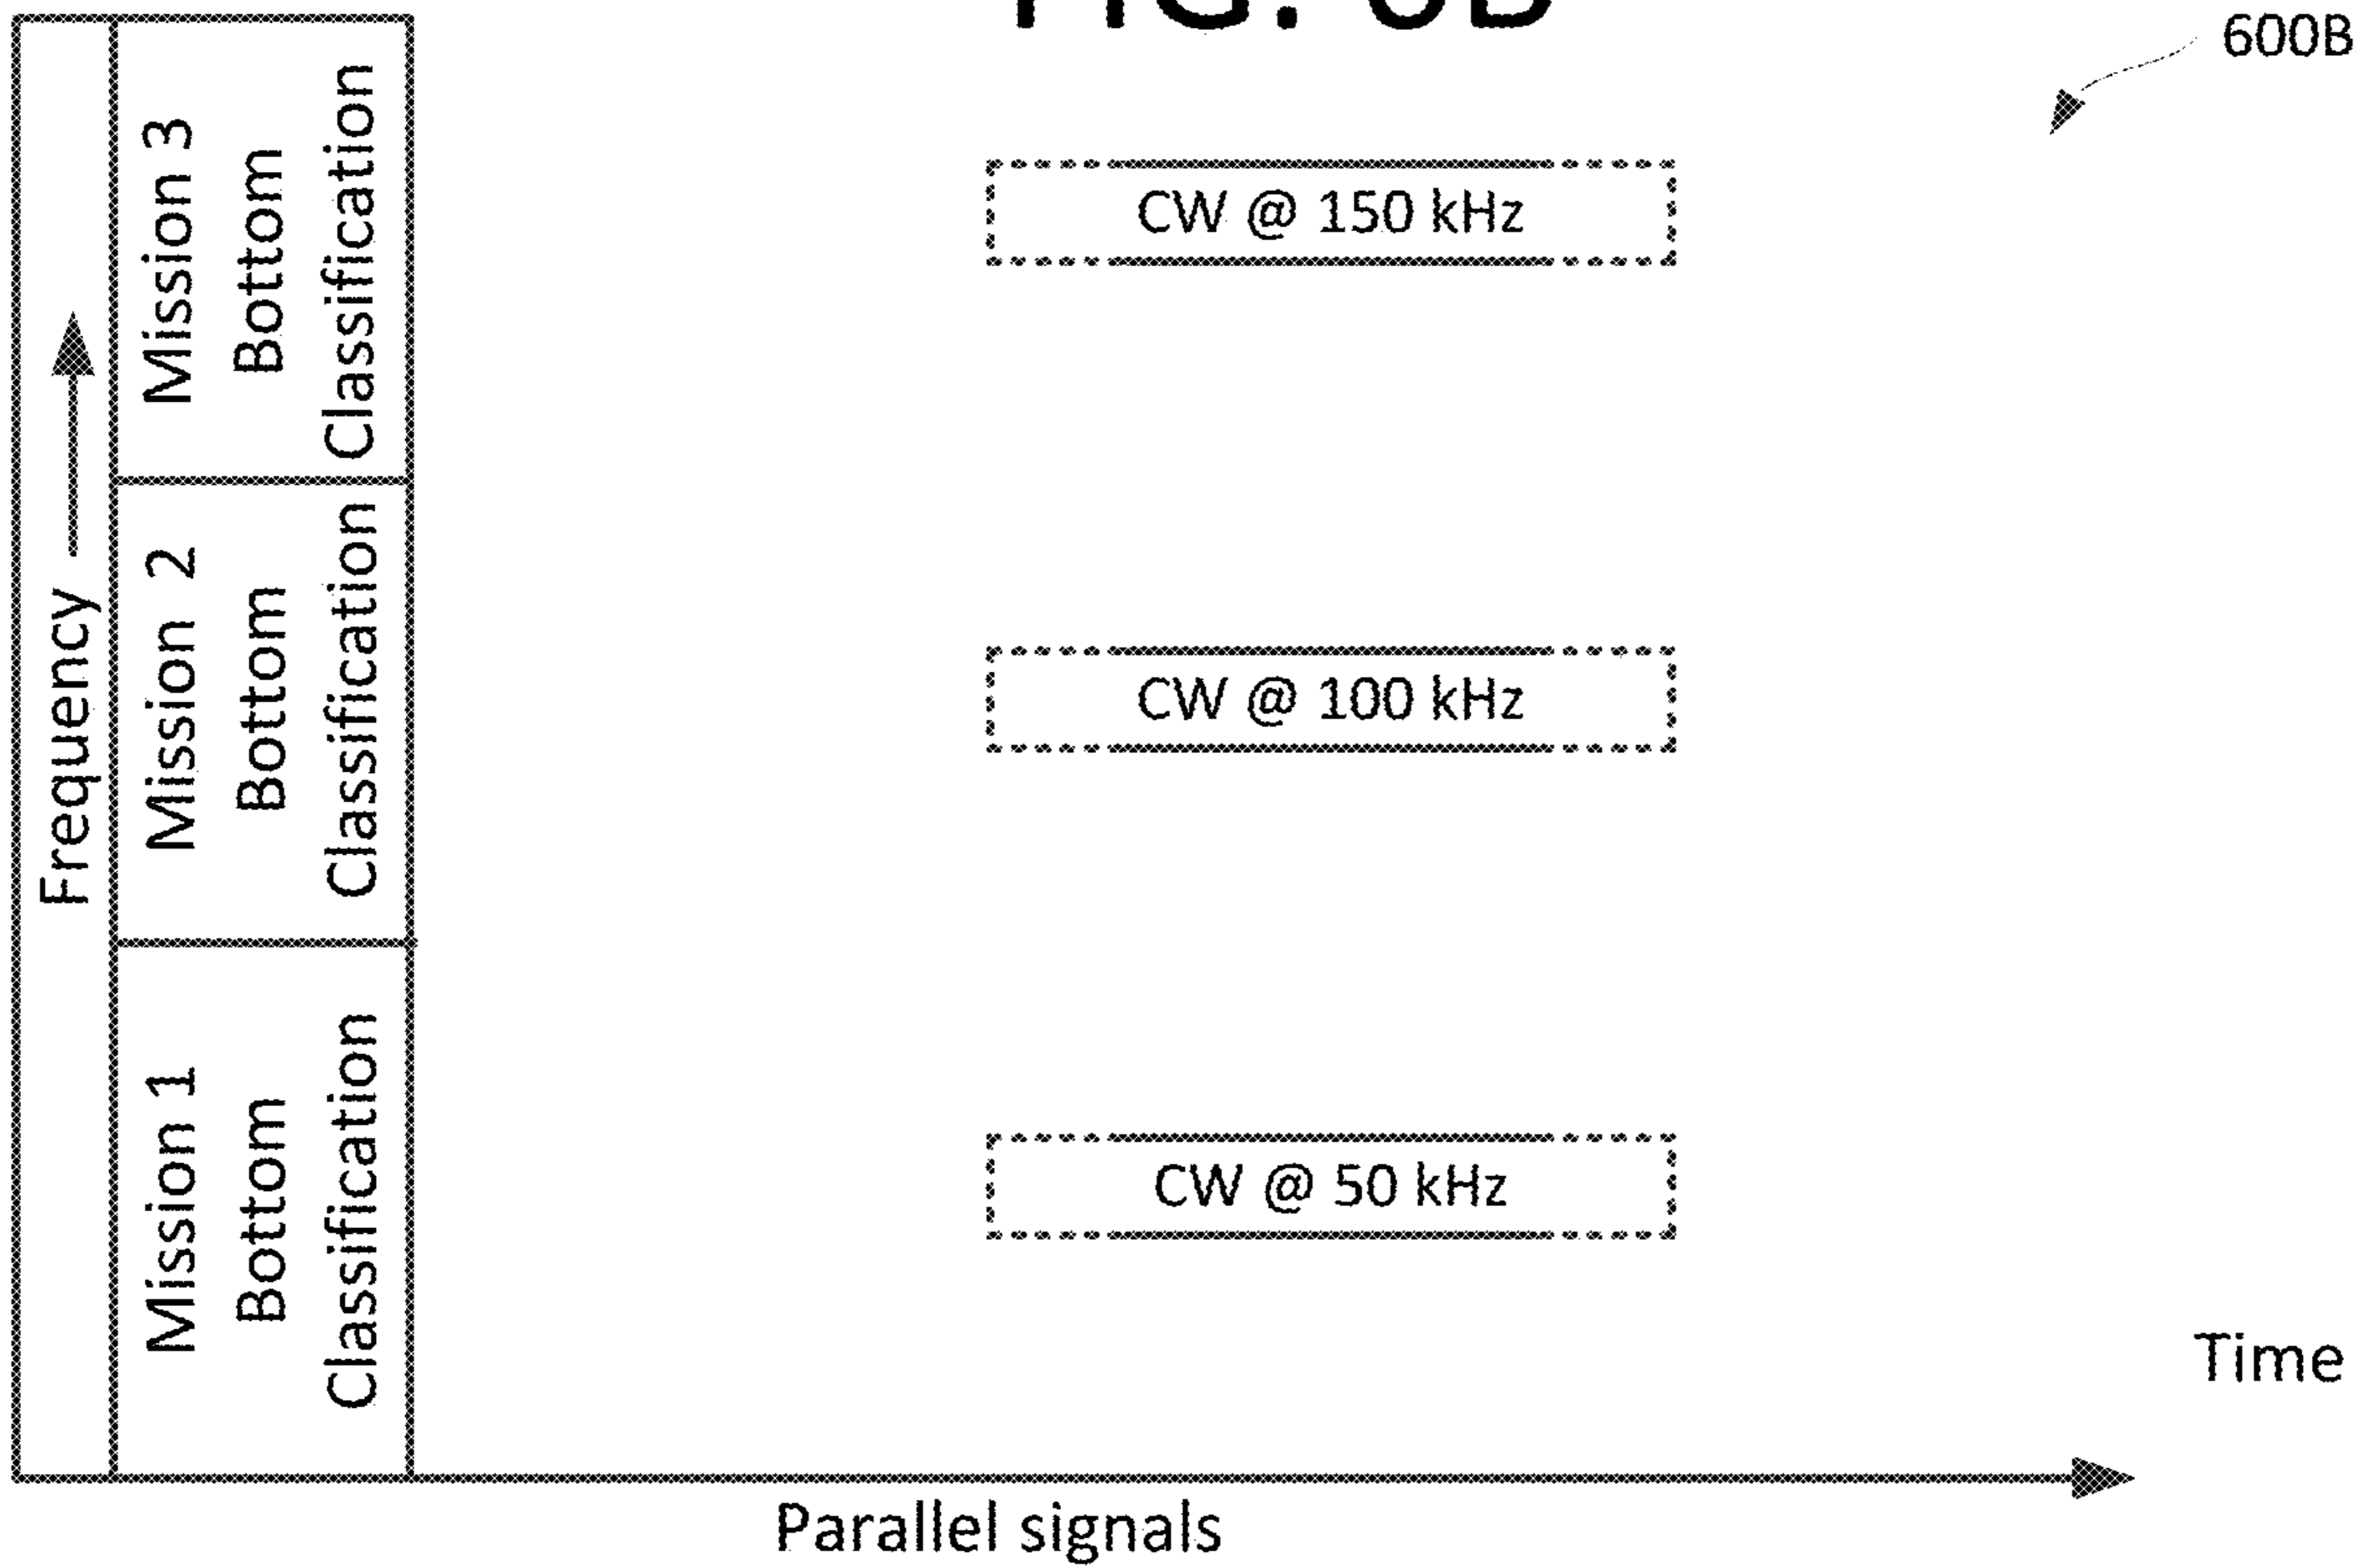 600B
Frequency
Mission 3
Bottom
Classification
CW @ 150 kHz
Mission 2
Bottom
Classification
CW @ 100 kHz
Mission 1
Bottom
Classification
CW @ 50 kHz
Time
Parallel signals